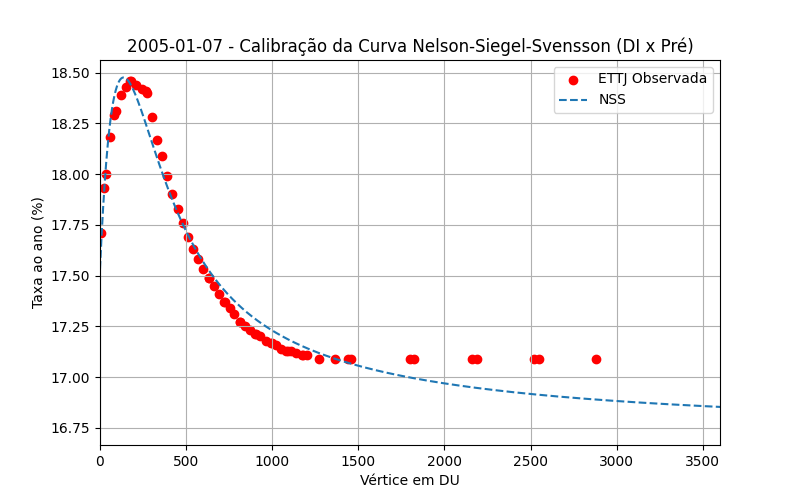 2005-01-07 - Calibração da Curva Nelson-Siegel-Svensson (DI x Pré)
ETTJ Observada
NSS
Taxa ao ano (%)
18.50
18.25
18.00
17.75
17.50
17.25
17.00
16.75
0 500 1000 1500 2000 2500 3000 3500
Vértice em DU